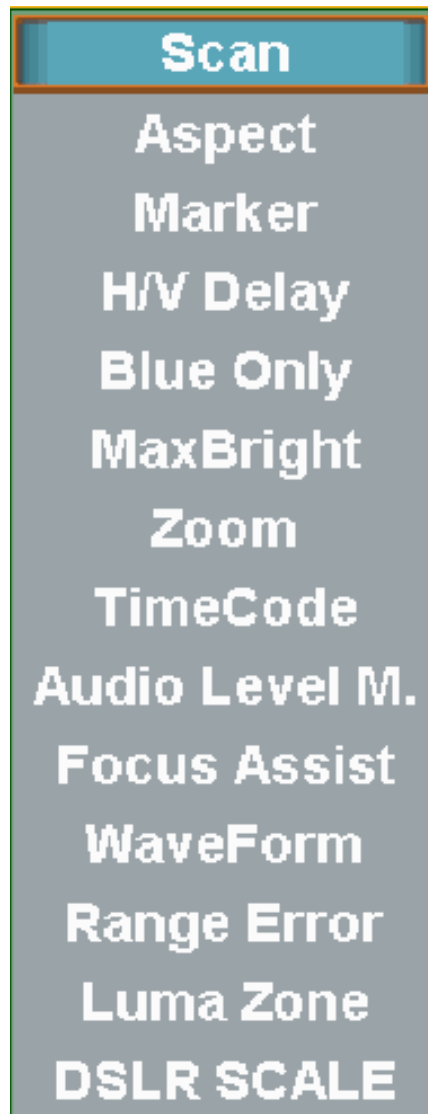 Scan
Aspect
Marker
H/V Delay
Blue Only
MaxBright
Zoom
TimeCode
Audio Level M.
Focus Assist
WaveForm
Range Error
Luma Zone
DSLR SCALE